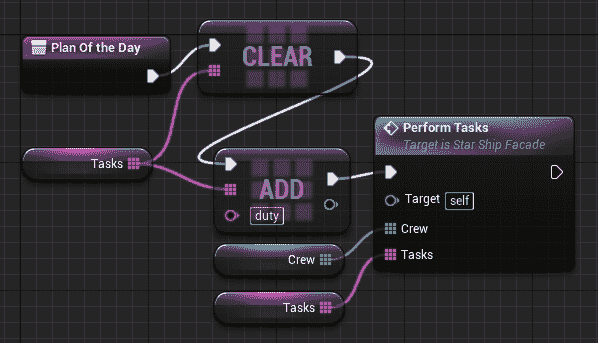 Plan Of the Day
CLEAR
Tasks
ADD
duty
Crew
Tasks
Perform Tasks
Target is Star Ship Facade
Target self
Crew
Tasks